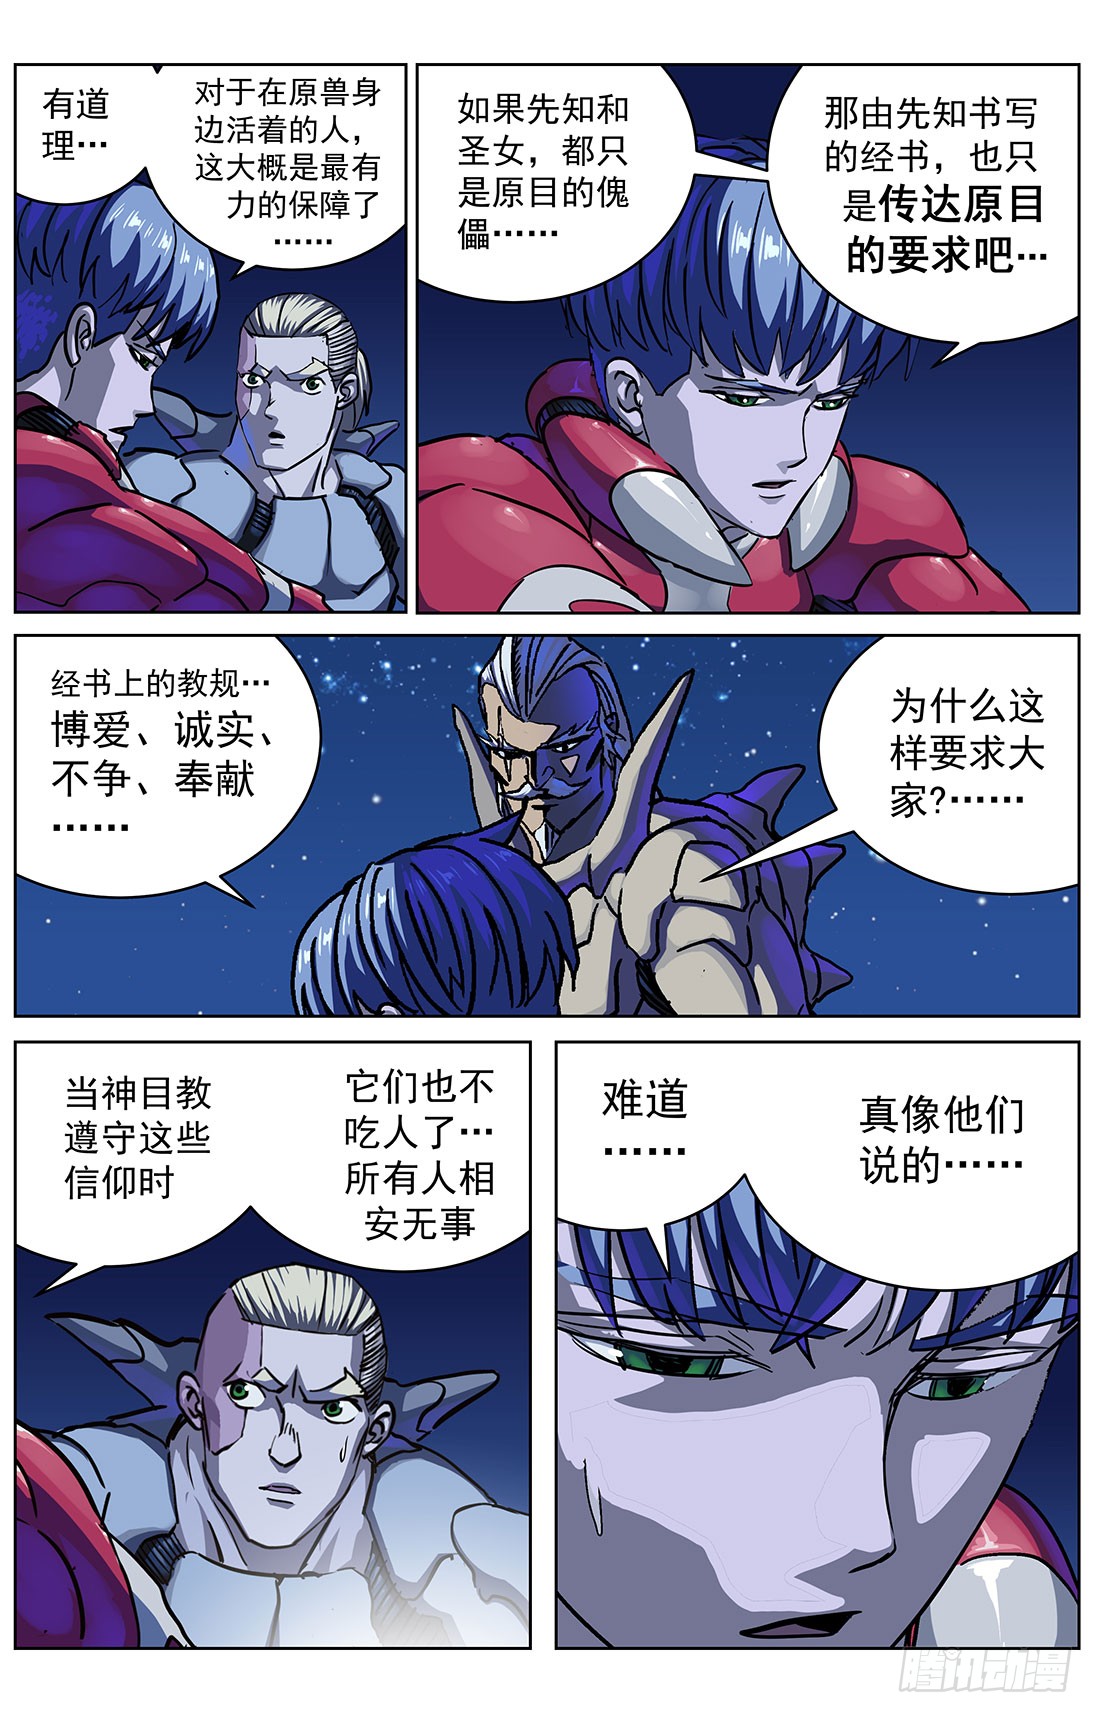 有道
理…
对于在原兽身
边活着的人，
这大概是最有
力的保障了
……
如果先知和
圣女，都只
是原目的傀
儡……
那由先知书写
的经书，也只
是传达原目
的要求吧…
经书上的教规…
博爱、诚实、
不争、奉献
……
为什么这
样要求大
家?……
当神目教
遵守这些
信仰时
它们也不
吃人了…
所有人相
安无事
难道
……
真像他们
说的……
腾讯动漫